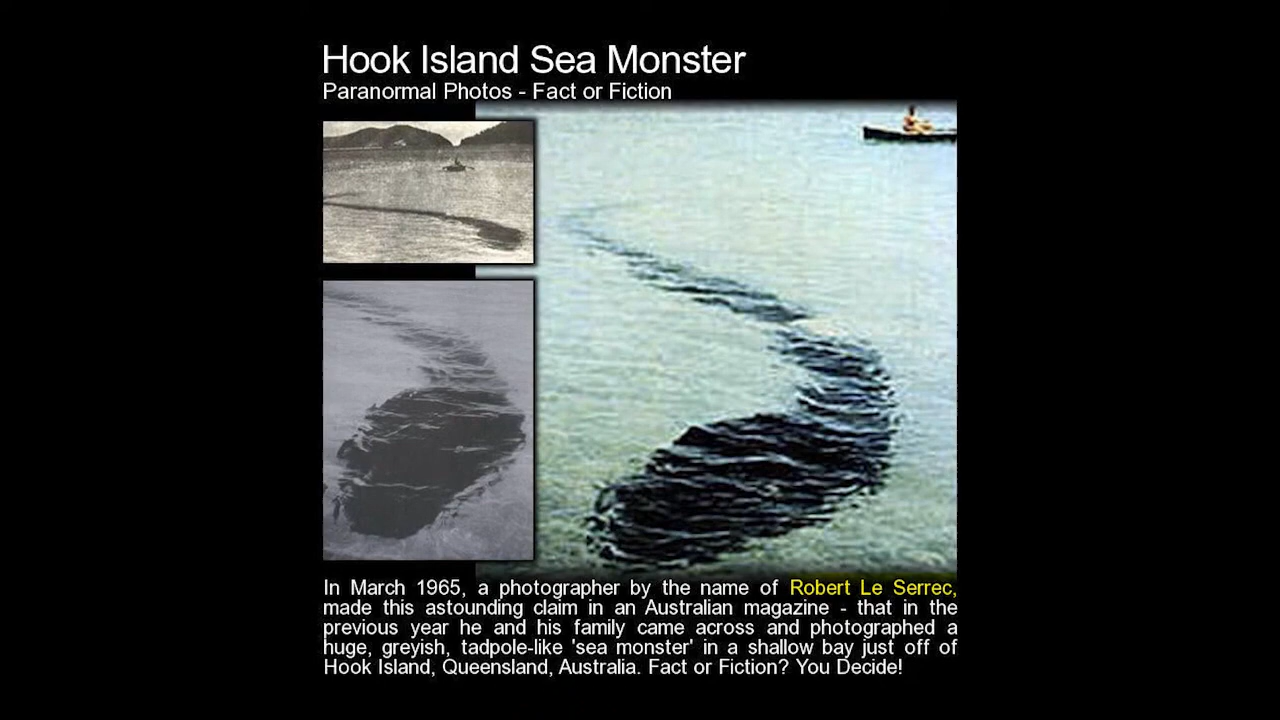 Hook Island Sea Monster
Paranormal Photos - Fact or Fiction
In March 1965, a photographer by the name of Robert Le Serrec,
made this astounding claim in an Australian magazine - that in the
previous year he and his family came across and photographed a
huge, greyish, tadpole-like 'sea monster' in a shallow bay just off of
Hook Island, Queensland, Australia. Fact or Fiction? You Decide!